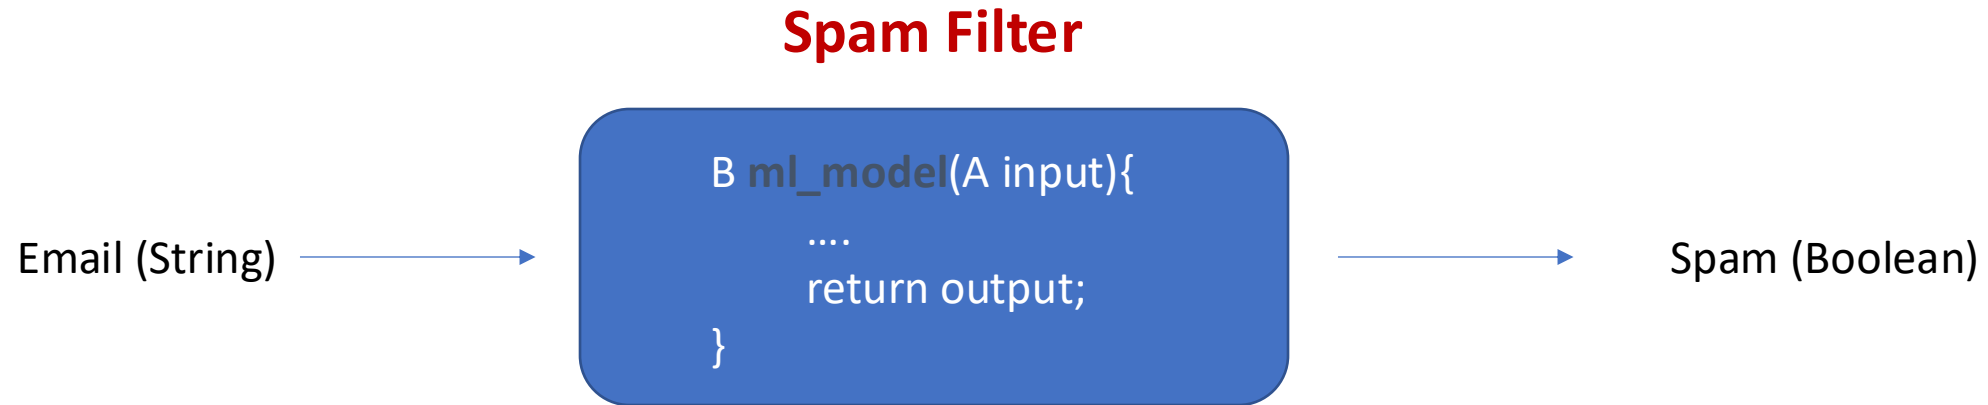 Spam Filter
B ml_model(A input){
....
return output;
}
Email (String)
Spam (Boolean)